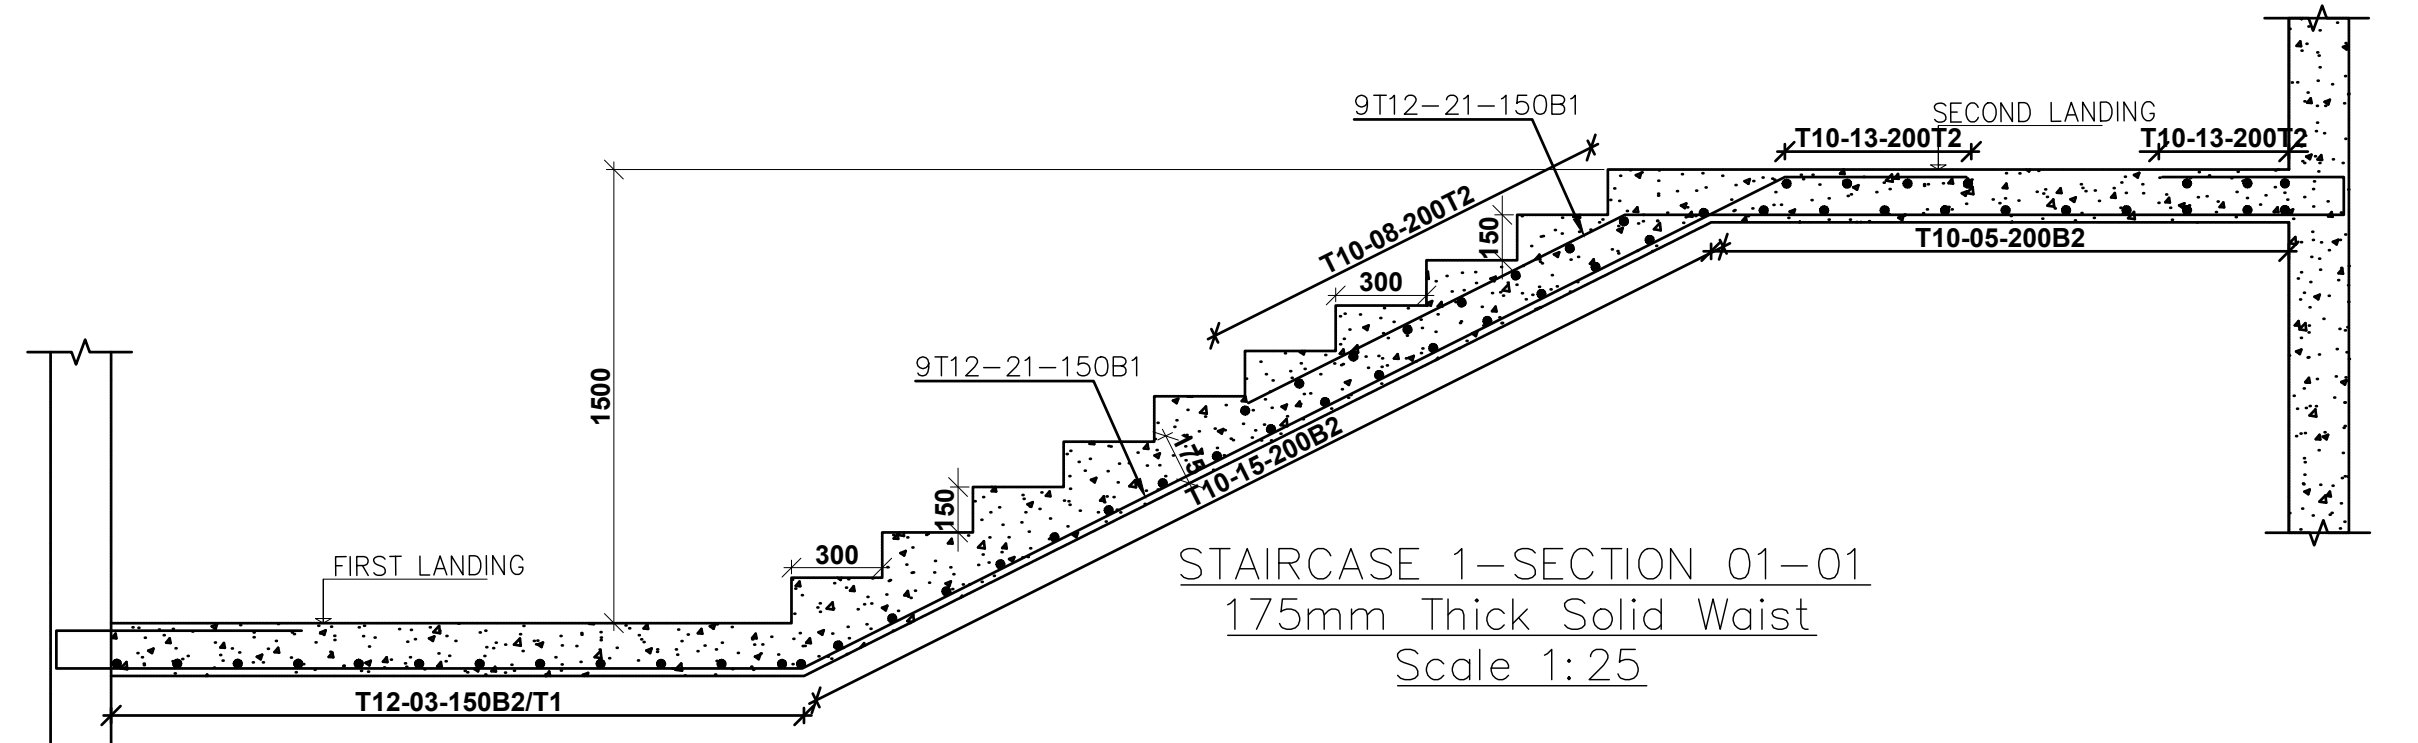 9T12-21-150B1
SECOND LANDING
T10-13-200T2
T10-13-200T2
T10-08-200T2
150
T10-05-200B2
300
9T12-21-150B1
1500
175
T10-15-200B2
150
300
FIRST LANDING
STAIRCASE 1-SECTION 01-01
175mm Thick Solid Waist
Scale 1:25
T12-03-150B2/T1